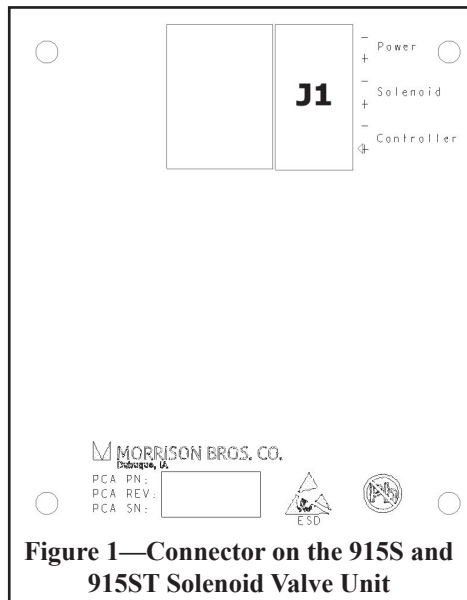 − Power
+
J1
− Solenoid
+
− Controller
+
MORRISON BROS. CO.
Dubuque, IA
PCA PN:
PCA REV:
PCA SN:
ESD
Pb
Figure 1—Connector on the 915S and
915ST Solenoid Valve Unit